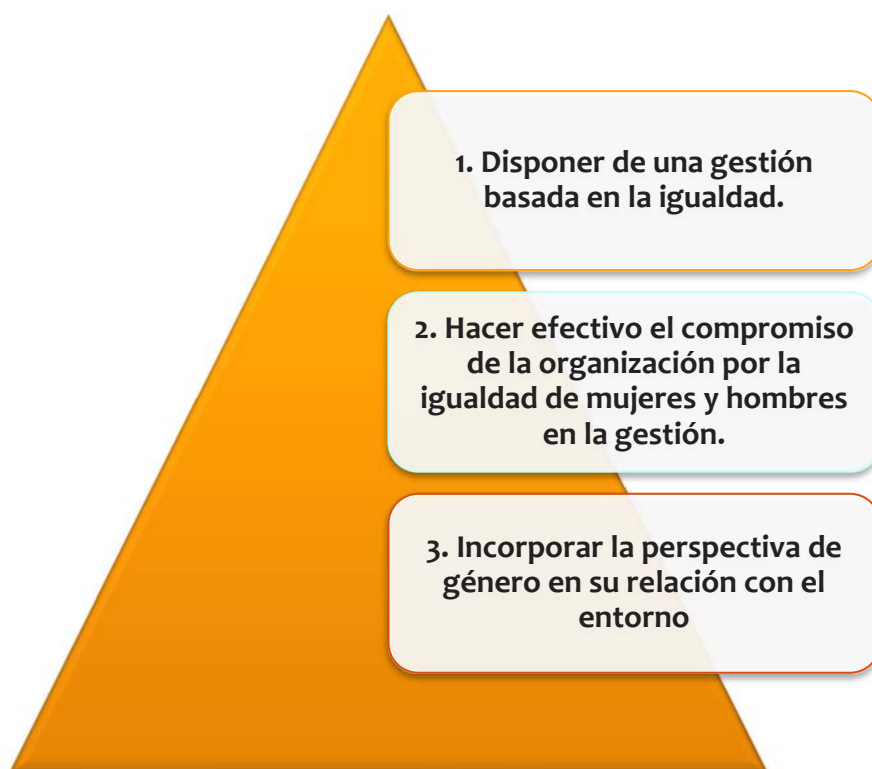 1. Disponer de una gestión
basada en la igualdad.
2. Hacer efectivo el compromiso
de la organización por la
igualdad de mujeres y hombres
en la gestión.
3. Incorporar la perspectiva de
género en su relación con el
entorno